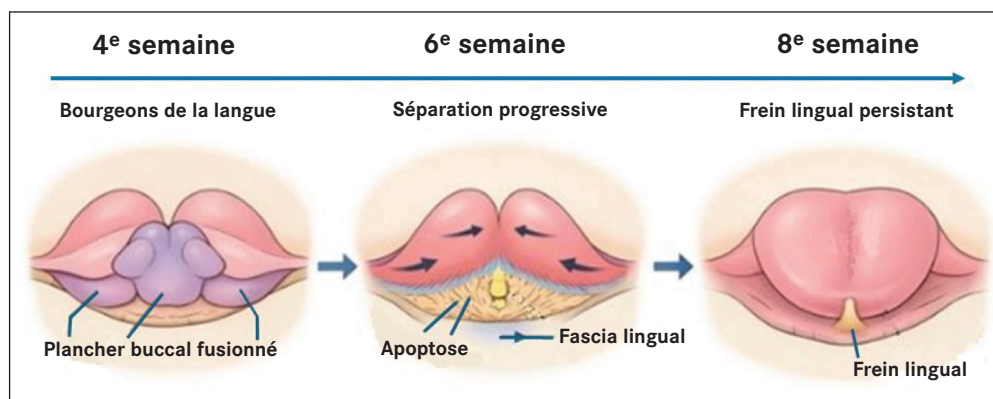 4e semaine
6e semaine
8e semaine
Bourgeons de la langue
Séparation progressive
Frein lingual persistant
Plancher buccal fusionné
Apoptose
Fascia lingual
Frein lingual